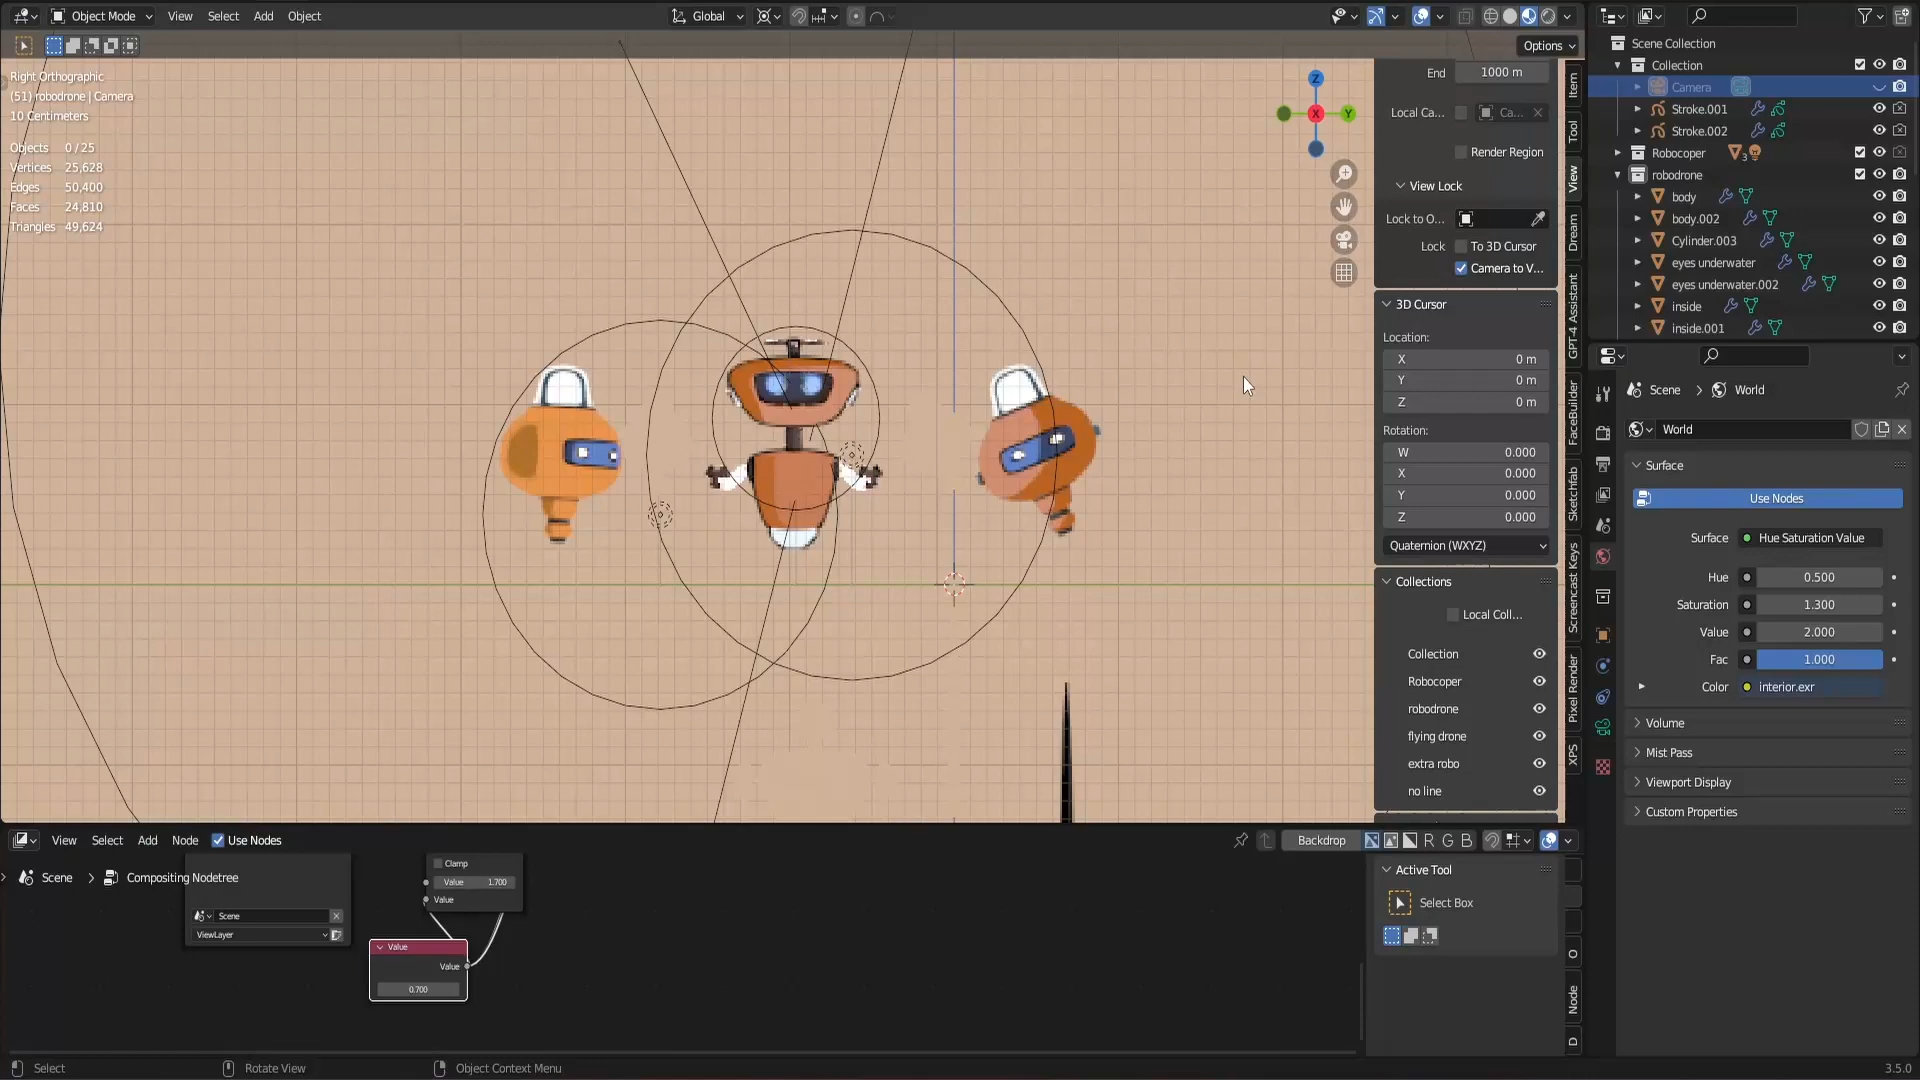 Object Mode
View
Select
Add
Object
Global
Options
Right Orthographic
(51) robodrone | Camera
10 Centimeters
Objects 0 / 25
Vertices 25,628
Edges 50,400
Faces 24,810
Triangles 49,624
Z
X
Y
End 1000 m
Local Ca... Ca...
Render Region
View Lock
Lock to O...
Lock To 3D Cursor
Camera to V...
3D Cursor
Location:
X 0 m
Y 0 m
Z 0 m
Rotation:
W 0.000
X 0.000
Y 0.000
Z 0.000
Quaternion (WXYZ)
Collections
Local Coll...
Collection
Robocoper
robodrone
flying drone
extra robo
no line
Item
Tool
View
Dream
GPT-4 Assistant
FaceBuilder
Sketchfab
Screencast Keys
Pixel Render
XPS
Scene Collection
Collection
Camera
Stroke.001
Stroke.002
Robocoper 3
robodrone
body
body.002
Cylinder.003
eyes underwater
eyes underwater.002
inside
inside.001
Scene > World
World
Surface
Use Nodes
Surface Hue Saturation Value
Hue 0.500
Saturation 1.300
Value 2.000
Fac 1.000
Color interior.exr
Volume
Mist Pass
Viewport Display
Custom Properties
View
Select
Add
Node
Use Nodes
Backdrop
R G B
Scene > Compositing Nodetree
Scene
ViewLayer
Clamp
Value 1.700
Value
Value
Value
0.700
Active Tool
Select Box
O
Node
D
Select
Rotate View
Object Context Menu
3.5.0